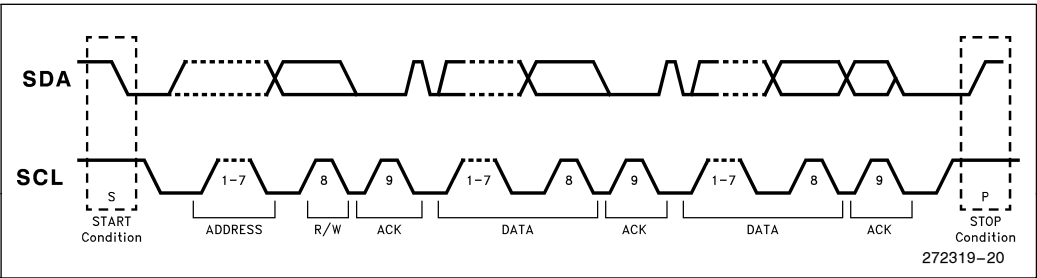 SDA
SCL
1-7 8 9 1-7 8 9 1-7 8 9
S P
START Condition
ADDRESS R/W ACK DATA ACK DATA ACK
STOP Condition
272319-20